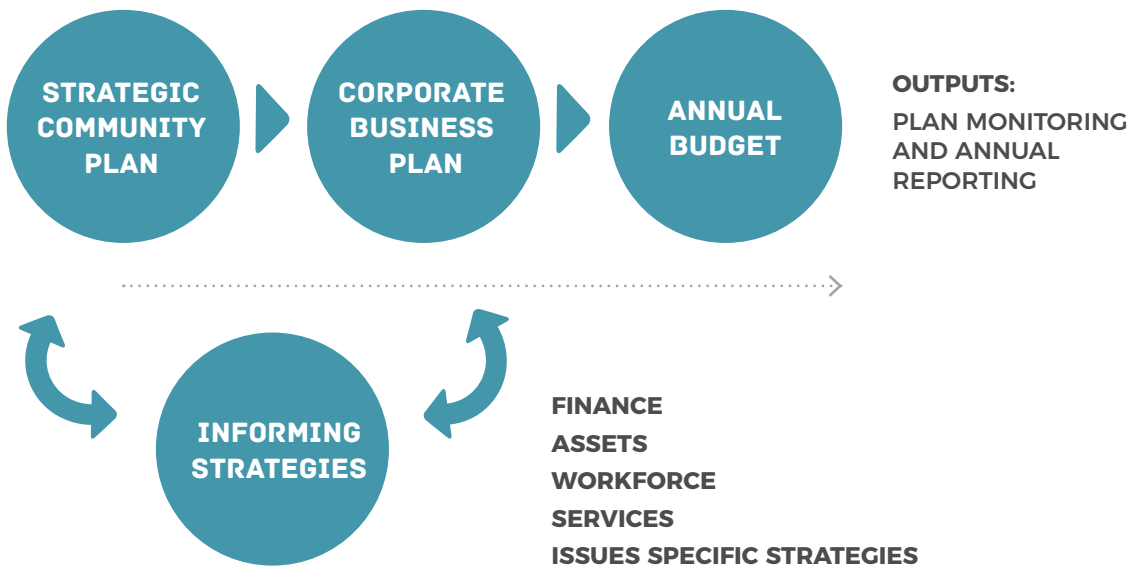 STRATEGIC
COMMUNITY
PLAN
CORPORATE
BUSINESS
PLAN
ANNUAL
BUDGET
OUTPUTS:
PLAN MONITORING
AND ANNUAL
REPORTING
INFORMING
STRATEGIES
FINANCE
ASSETS
WORKFORCE
SERVICES
ISSUES SPECIFIC STRATEGIES